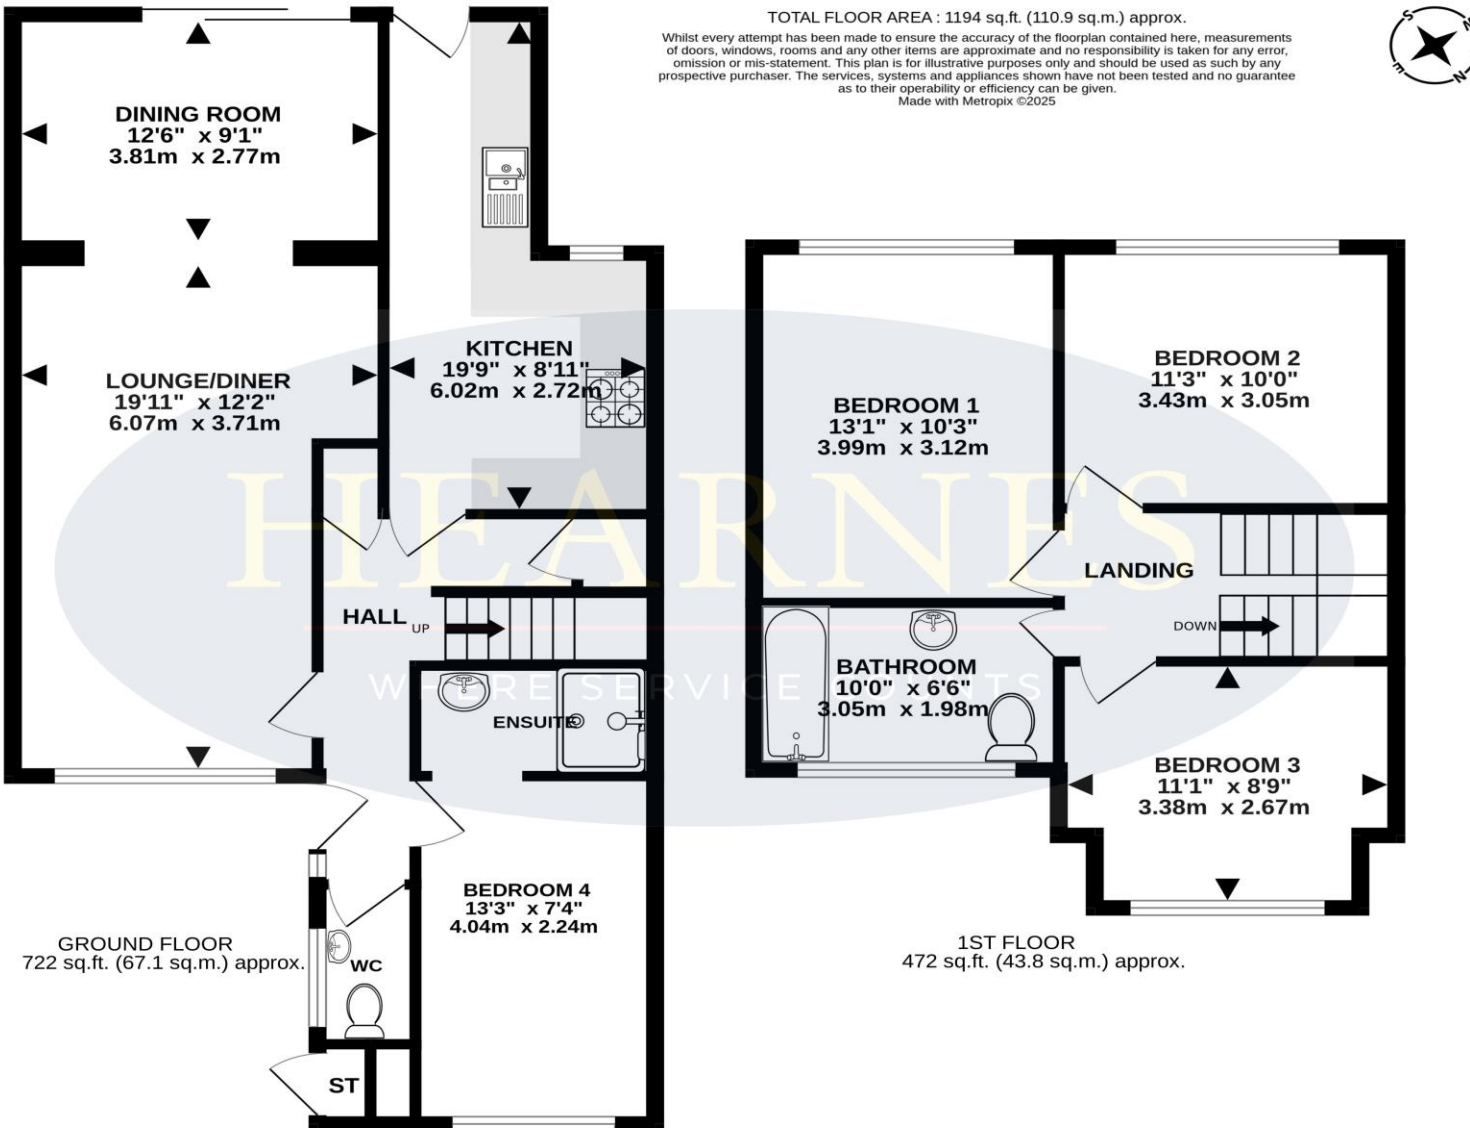 TOTAL FLOOR AREA : 1194 sq.ft. (110.9 sq.m.) approx.
Whilst every attempt has been made to ensure the accuracy of the floorplan contained here, measurements
of doors, windows, rooms and any other items are approximate and no responsibility is taken for any error,
omission or mis-statement. This plan is for illustrative purposes only and should be used as such by any
prospective purchaser. The services, systems and appliances shown have not been tested and no guarantee
as to their operability or efficiency can be given.
Made with Metropix ©2025
S
W
E
N
DINING ROOM
12'6" x 9'1"
3.81m x 2.77m
LOUNGE/DINER
19'11" x 12'2"
6.07m x 3.71m
KITCHEN
19'9" x 8'11"
6.02m x 2.72m
HALL
UP
ENSUITE
BEDROOM 4
13'3" x 7'4"
4.04m x 2.24m
WC
ST
GROUND FLOOR
722 sq.ft. (67.1 sq.m.) approx.
BEDROOM 1
13'1" x 10'3"
3.99m x 3.12m
BEDROOM 2
11'3" x 10'0"
3.43m x 3.05m
LANDING
DOWN
BATHROOM
10'0" x 6'6"
3.05m x 1.98m
BEDROOM 3
11'1" x 8'9"
3.38m x 2.67m
1ST FLOOR
472 sq.ft. (43.8 sq.m.) approx.
HEARNES
WHERE SERVICE COUNTS